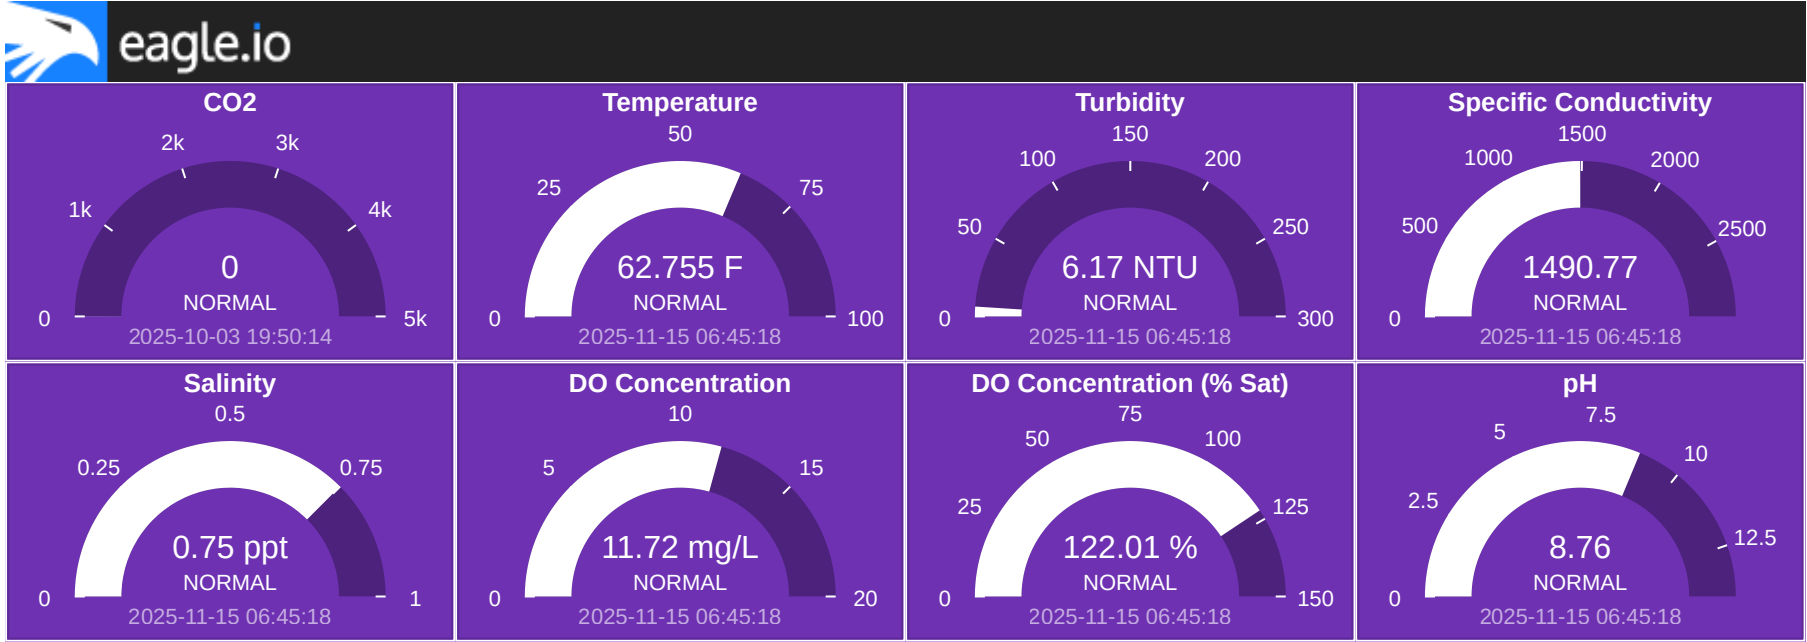 eagle.io
CO2
2k
3k
1k
4k
0
NORMAL
0
5k
2025-10-03 19:50:14
Temperature
50
25
75
62.755 F
NORMAL
0
100
2025-11-15 06:45:18
Turbidity
150
100
200
50
250
6.17 NTU
NORMAL
0
300
2025-11-15 06:45:18
Specific Conductivity
1500
1000
2000
500
2500
1490.77
NORMAL
0
2025-11-15 06:45:18
Salinity
0.5
0.25
0.75
0.75 ppt
NORMAL
0
1
2025-11-15 06:45:18
DO Concentration
10
5
15
11.72 mg/L
NORMAL
0
20
2025-11-15 06:45:18
DO Concentration (% Sat)
75
50
100
25
125
122.01 %
NORMAL
0
150
2025-11-15 06:45:18
pH
7.5
5
10
2.5
12.5
8.76
NORMAL
0
2025-11-15 06:45:18